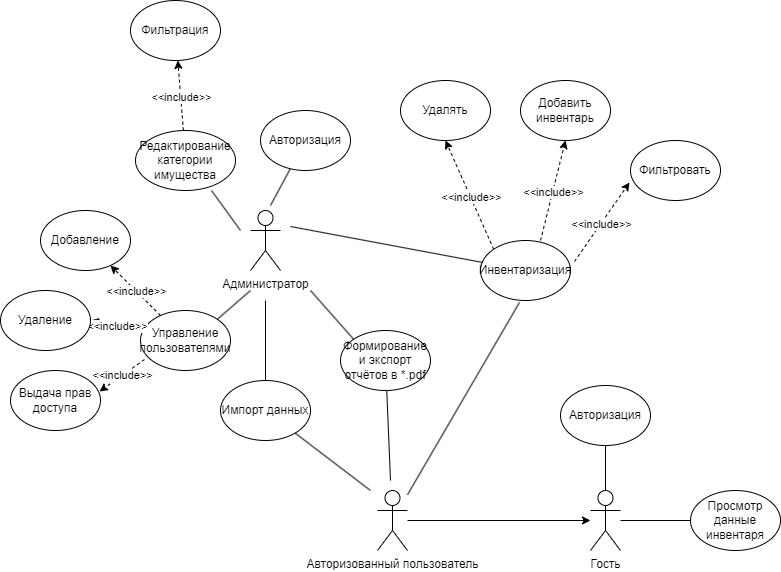 Фильтрация
<<include>>
Редактирование
категории
имущества
Авторизация
Удалять
Добавить
инвентарь
Фильтровать
<<include>>
<<include>>
<<include>>
Инвентаризация
Администратор
Добавление
<<include>>
Удаление
<<include>>
Управление
пользователями
<<include>>
Выдача прав
доступа
Импорт данных
Формирование
и экспорт
отчётов в *.pdf
Авторизация
Авторизованный пользователь
Гость
Просмотр
данные
инвентаря